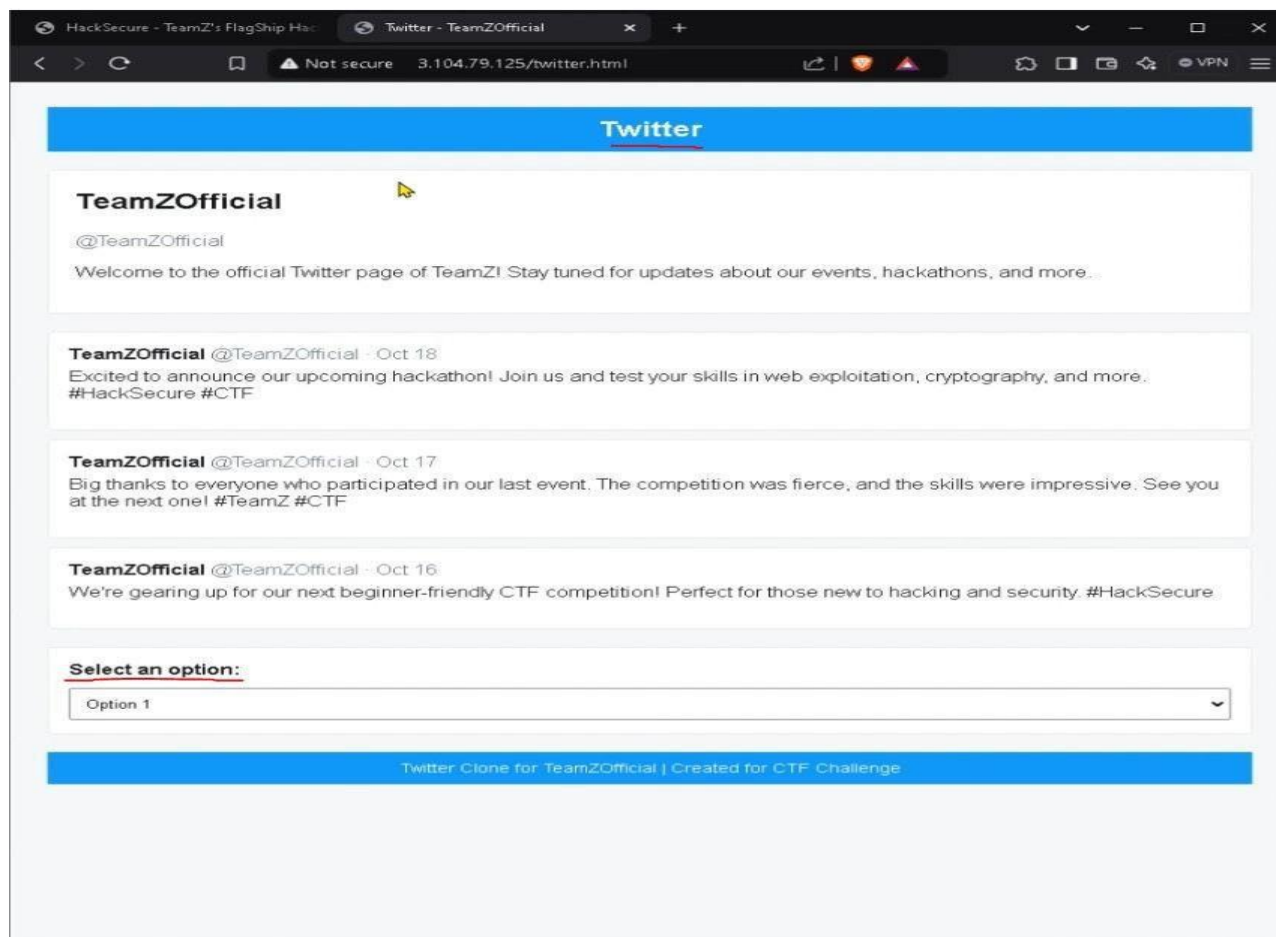 HackSecure - TeamZ's FlagShip Hac
Twitter - TeamZOfficial
Not secure 3.104.79.125/twitter.html
VPN
Twitter
TeamZOfficial
@TeamZOfficial
Welcome to the official Twitter page of TeamZ! Stay tuned for updates about our events, hackathons, and more.
TeamZOfficial @TeamZOfficial · Oct 18
Excited to announce our upcoming hackathon! Join us and test your skills in web exploitation, cryptography, and more.
#HackSecure #CTF
TeamZOfficial @TeamZOfficial · Oct 17
Big thanks to everyone who participated in our last event. The competition was fierce, and the skills were impressive. See you
at the next one! #TeamZ #CTF
TeamZOfficial @TeamZOfficial · Oct 16
We're gearing up for our next beginner-friendly CTF competition! Perfect for those new to hacking and security. #HackSecure
Select an option:
Option 1
Twitter Clone for TeamZOfficial | Created for CTF Challenge